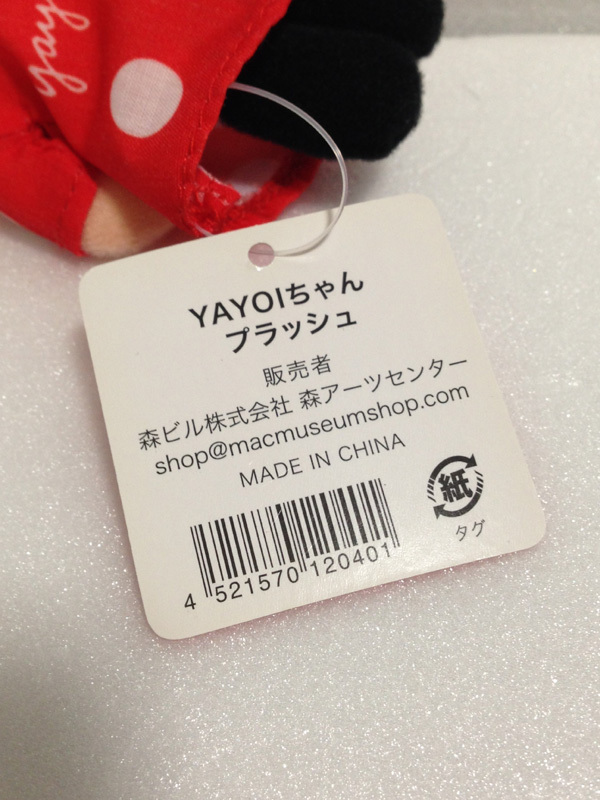 yay
YAYOIちゃん
プラッシュ
販売者
森ビル株式会社 森アーツセンター
shop@macmuseumshop.com
MADE IN CHINA
紙
タグ
4 521570 120401